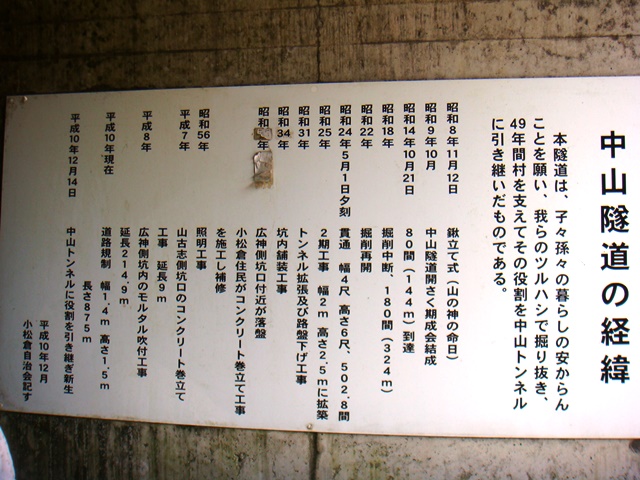 中山隧道の経緯
本隧道は、子々孫々の暮らしの安からん
ことを願い、我らのツルハシで掘り抜き、
49年間村を支えてその役割を中山トンネル
に引き継いだものである。
昭和8年11月12日 鍬立て式（山の神の命日）
昭和9年10月 中山隧道開さく期成会結成
昭和14年10月21日 80間（144m）到達
昭和18年 掘削中断、180間（324m）
昭和22年 掘削再開
昭和24年5月1日夕刻 貫通 幅4尺 高さ6尺、502.8間
昭和25年 2期工事 幅2m 高さ2.5mに拡築
昭和31年 トンネル拡張及び路盤下げ工事
昭和34年 坑内舗装工事
昭和 年 広神側坑口付近が落盤
小松倉住民がコンクリート巻立て工事
を施工し補修
昭和56年 照明工事
平成7年 山古志側坑口のコンクリート巻立て
工事 延長9m
平成8年 広神側坑内のモルタル吹付工事
延長214.9m
平成10年現在 道路規制 幅1.4m 高さ1.5m
長さ875m
平成10年12月14日 中山トンネルに役割を引き継ぎ新生
平成10年12月
小松倉自治会記す